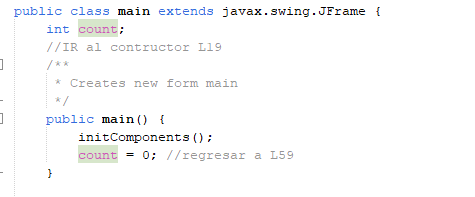 public class main extends javax.swing.JFrame {
int count;
//IR al contructor L19
/**
* Creates new form main
*/
public main() {
initComponents();
count = 0; //regresar a L59
}